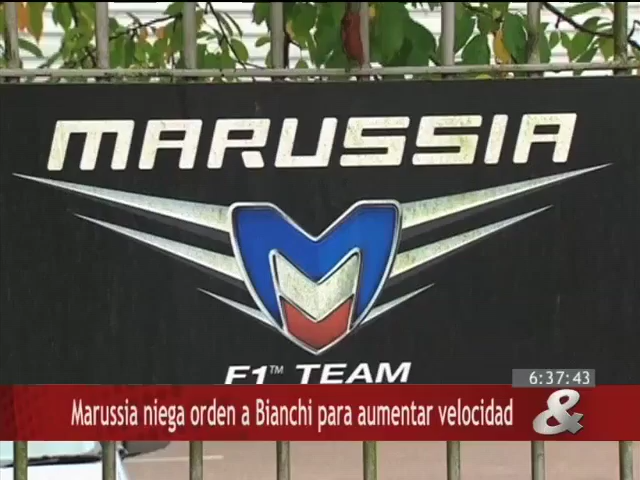 MARUSSIA
F1™ TEAM
6:37:43
Marussia niega orden a Bianchi para aumentar velocidad
&